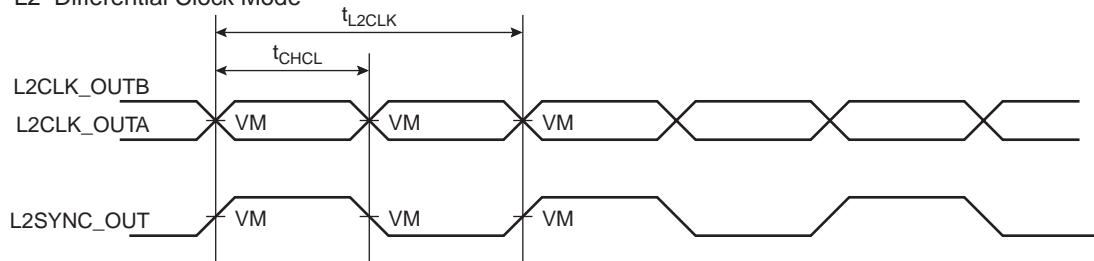 L2 Differential Clock Mode
tL2CLK
tCHCL
L2CLK_OUTB
L2CLK_OUTA
VM VM VM
L2SYNC_OUT
VM VM VM